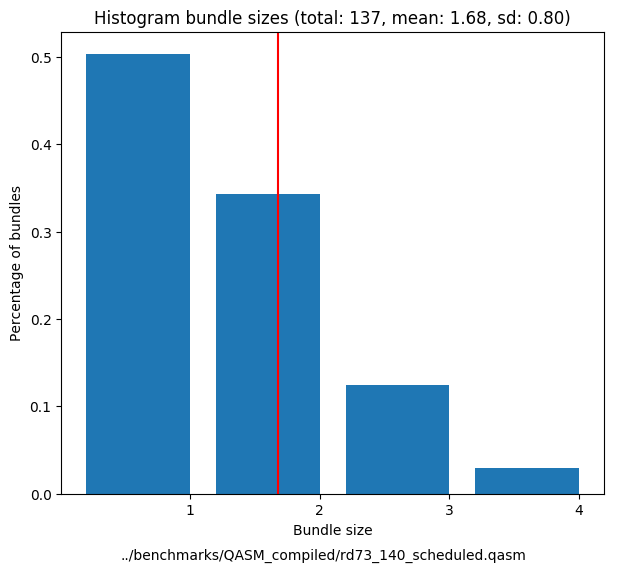 Histogram bundle sizes (total: 137, mean: 1.68, sd: 0.80)
0.5
0.4
0.3
0.2
0.1
0.0
Percentage of bundles
1 2 3 4
Bundle size
../benchmarks/QASM_compiled/rd73_140_scheduled.qasm